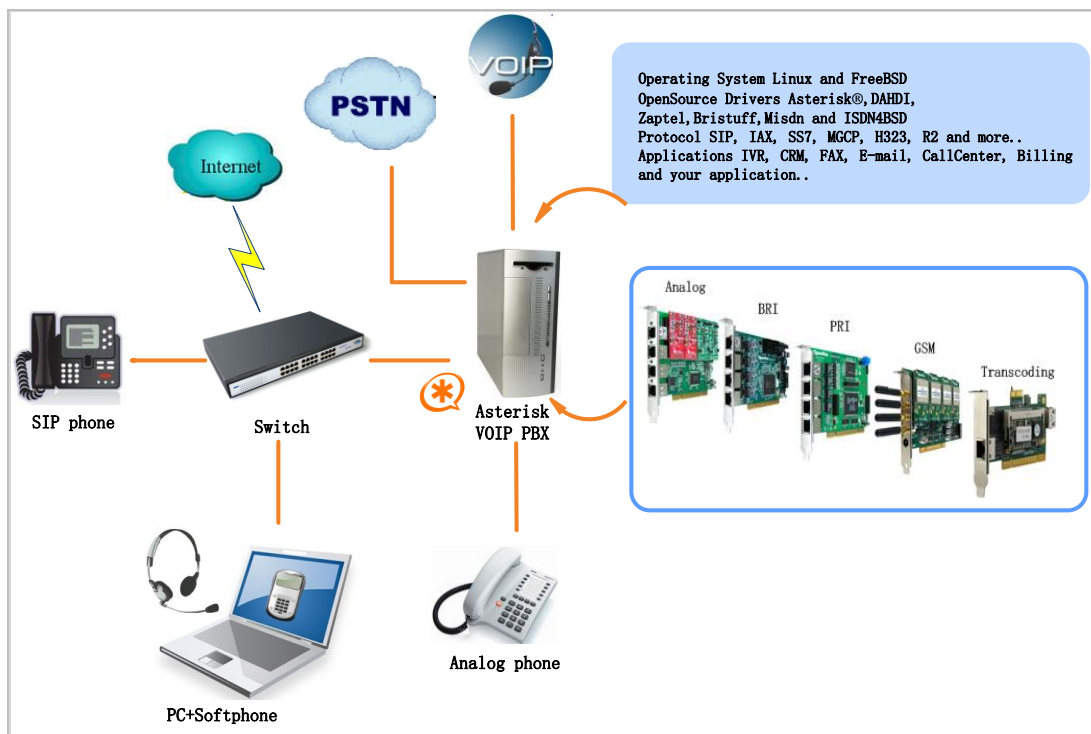 VOIP
PSTN
Internet
Operating System Linux and FreeBSD
OpenSource Drivers Asterisk®,DAHDI,
Zaptel,Bristuff,Misdn and ISDN4BSD
Protocol SIP, IAX, SS7, MGCP, H323, R2 and more..
Applications IVR, CRM, FAX, E-mail, CallCenter, Billing
and your application..
Analog
BRI
PRI
GSM
Transcoding
SIP phone
Switch
Asterisk
VOIP PBX
Analog phone
PC+Softphone